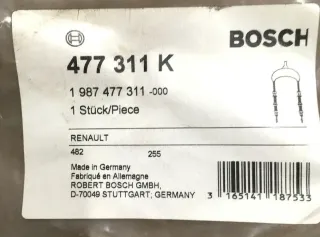 BOSCH
477 311 K
1 987 477 311 -000
1 Stück/Piece
RENAULT
482 255
Made in Germany
Fabriqué en Allemagne
ROBERT BOSCH GMBH,
D-70049 STUTTGART; GERMANY
3 165141 187533